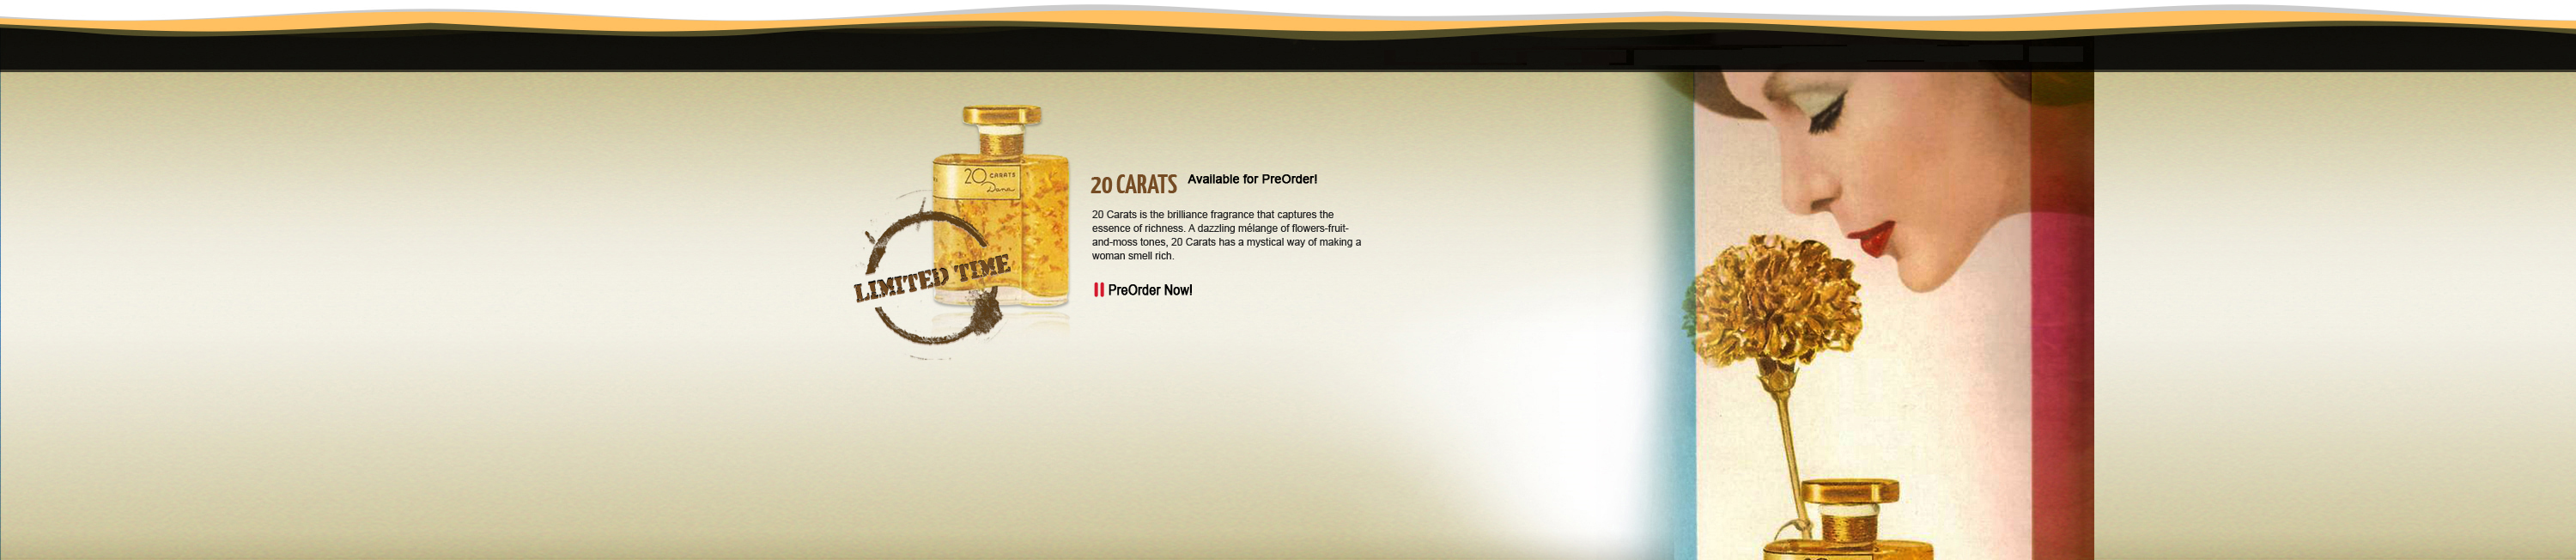 20 CARATS
Dana
LIMITED TIME
20 CARATS Available for PreOrder!
20 Carats is the brilliance fragrance that captures the
essence of richness. A dazzling mélange of flowers-fruit-
and-moss tones, 20 Carats has a mystical way of making a
woman smell rich.
PreOrder Now!